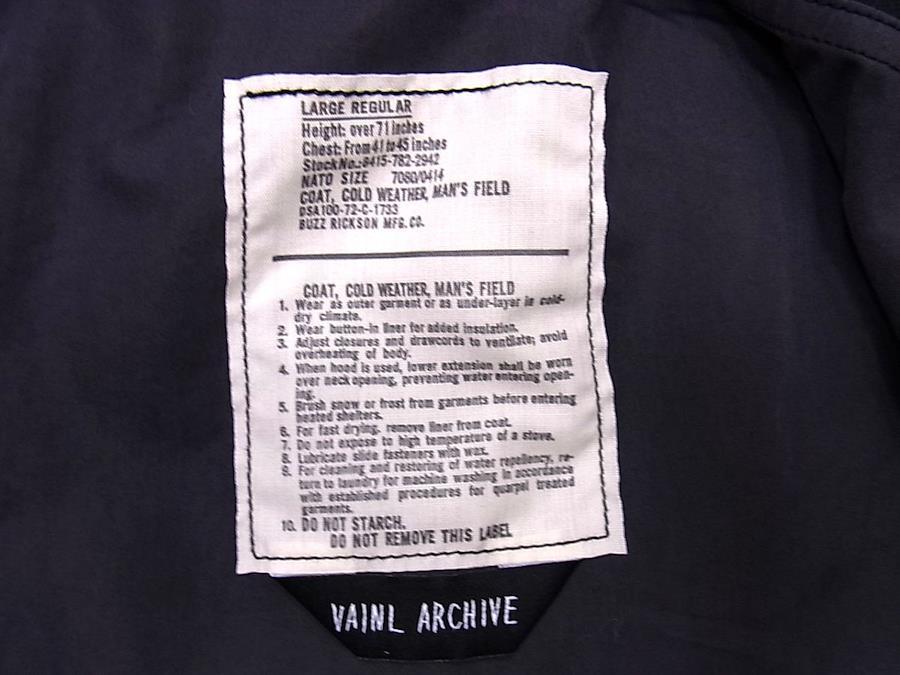 LARGE REGULAR
Height: over 71 inches
Chest: From 41 to 45 inches
Stock No.: 8415-782-2942
NATO SIZE 7080/0414
COAT, COLD WEATHER, MAN'S FIELD
DSA100-72-C-1733
BUZZ RICKSON MFG. CO.
COAT, COLD WEATHER, MAN'S FIELD
1. Wear as outer garment or as under-layer in cold-
dry climate.
2. Wear button-in liner for added insulation.
3. Adjust closures and drawcords to ventilate; avoid
overheating of body.
4. When hood is used, lower extension shall be worn
over neck opening, preventing water entering open-
ing.
5. Brush snow or frost from garments before entering
heated shelters.
6. For fast drying, remove liner from coat.
7. Do not expose to high temperature of a stove.
8. Lubricate slide fasteners with wax.
9. For cleaning and restoring of water repellency, re-
turn to laundry for machine washing in accordance
with established procedures for quarpel treated
garments.
10. DO NOT STARCH.
DO NOT REMOVE THIS LABEL
VAINL ARCHIVE